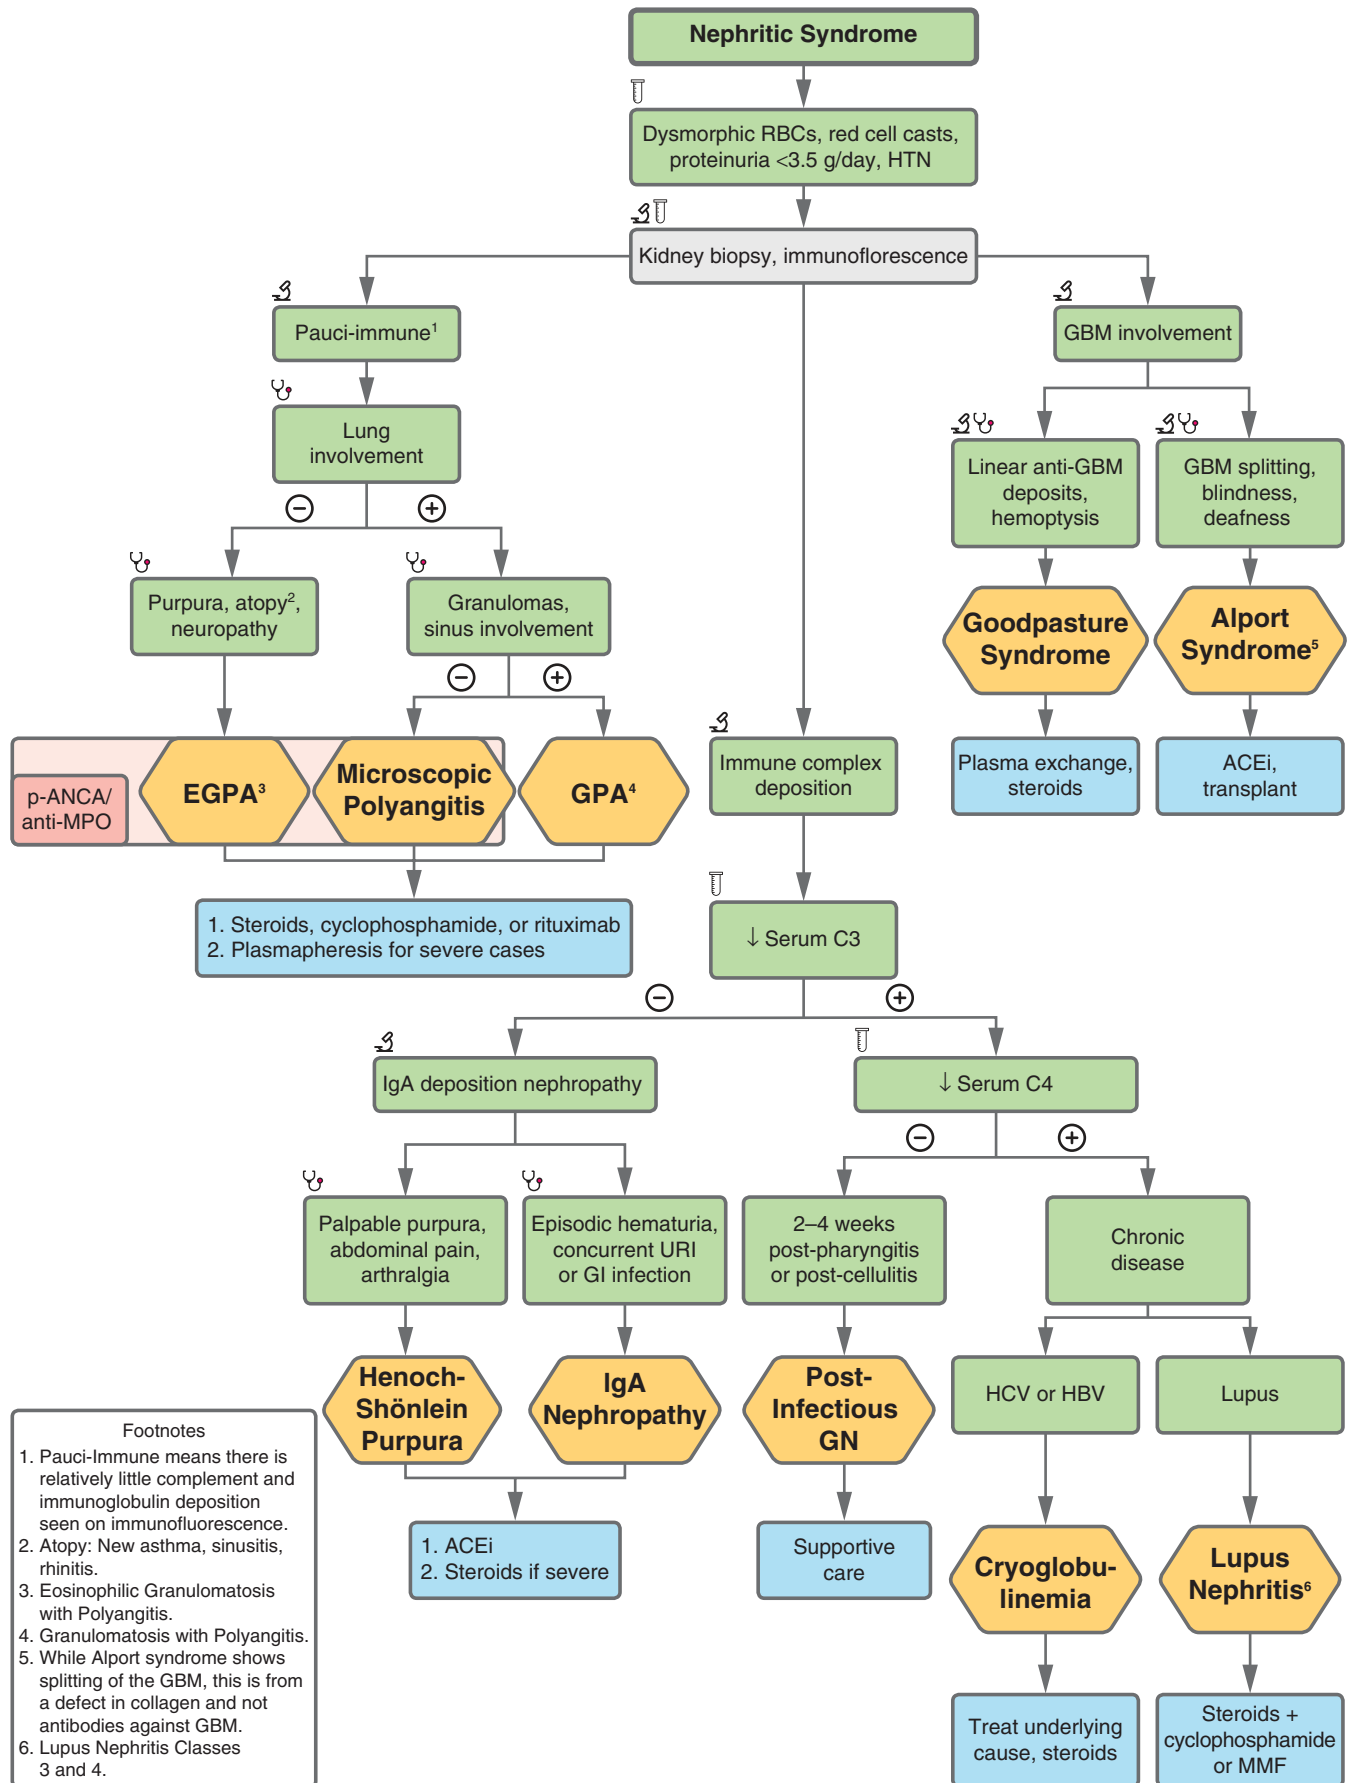 Nephritic Syndrome
Dysmorphic RBCs, red cell casts,
proteinuria <3.5 g/day, HTN
Kidney biopsy, immunoflorescence
Pauci-immune¹
Lung
involvement
−
+
Purpura, atopy²,
neuropathy
Granulomas,
sinus involvement
−
+
p-ANCA/
anti-MPO
EGPA³
Microscopic
Polyangitis
GPA⁴
1. Steroids, cyclophosphamide, or rituximab
2. Plasmapheresis for severe cases
GBM involvement
Linear anti-GBM
deposits,
hemoptysis
GBM splitting,
blindness,
deafness
Goodpasture
Syndrome
Alport
Syndrome⁵
Plasma exchange,
steroids
ACEi,
transplant
Immune complex
deposition
↓ Serum C3
−
+
IgA deposition nephropathy
↓ Serum C4
−
+
Palpable purpura,
abdominal pain,
arthralgia
Episodic hematuria,
concurrent URI
or GI infection
2–4 weeks
post-pharyngitis
or post-cellulitis
Chronic
disease
Henoch-
Shönlein
Purpura
IgA
Nephropathy
Post-
Infectious
GN
HCV or HBV
Lupus
1. ACEi
2. Steroids if severe
Supportive
care
Cryoglobu-
linemia
Lupus
Nephritis⁶
Treat underlying
cause, steroids
Steroids +
cyclophosphamide
or MMF
Footnotes
1. Pauci-Immune means there is
relatively little complement and
immunoglobulin deposition
seen on immunofluorescence.
2. Atopy: New asthma, sinusitis,
rhinitis.
3. Eosinophilic Granulomatosis
with Polyangitis.
4. Granulomatosis with Polyangitis.
5. While Alport syndrome shows
splitting of the GBM, this is from
a defect in collagen and not
antibodies against GBM.
6. Lupus Nephritis Classes
3 and 4.